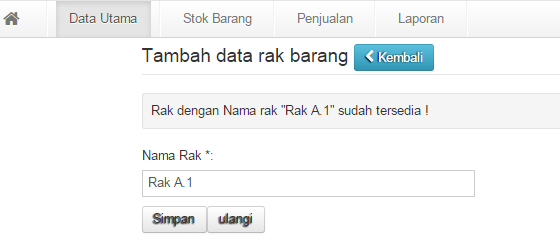 Data Utama Stok Barang Penjualan Laporan
Tambah data rak barang Kembali
Rak dengan Nama rak "Rak A.1" sudah tersedia !
Nama Rak *:
Rak A.1
Simpan ulangi